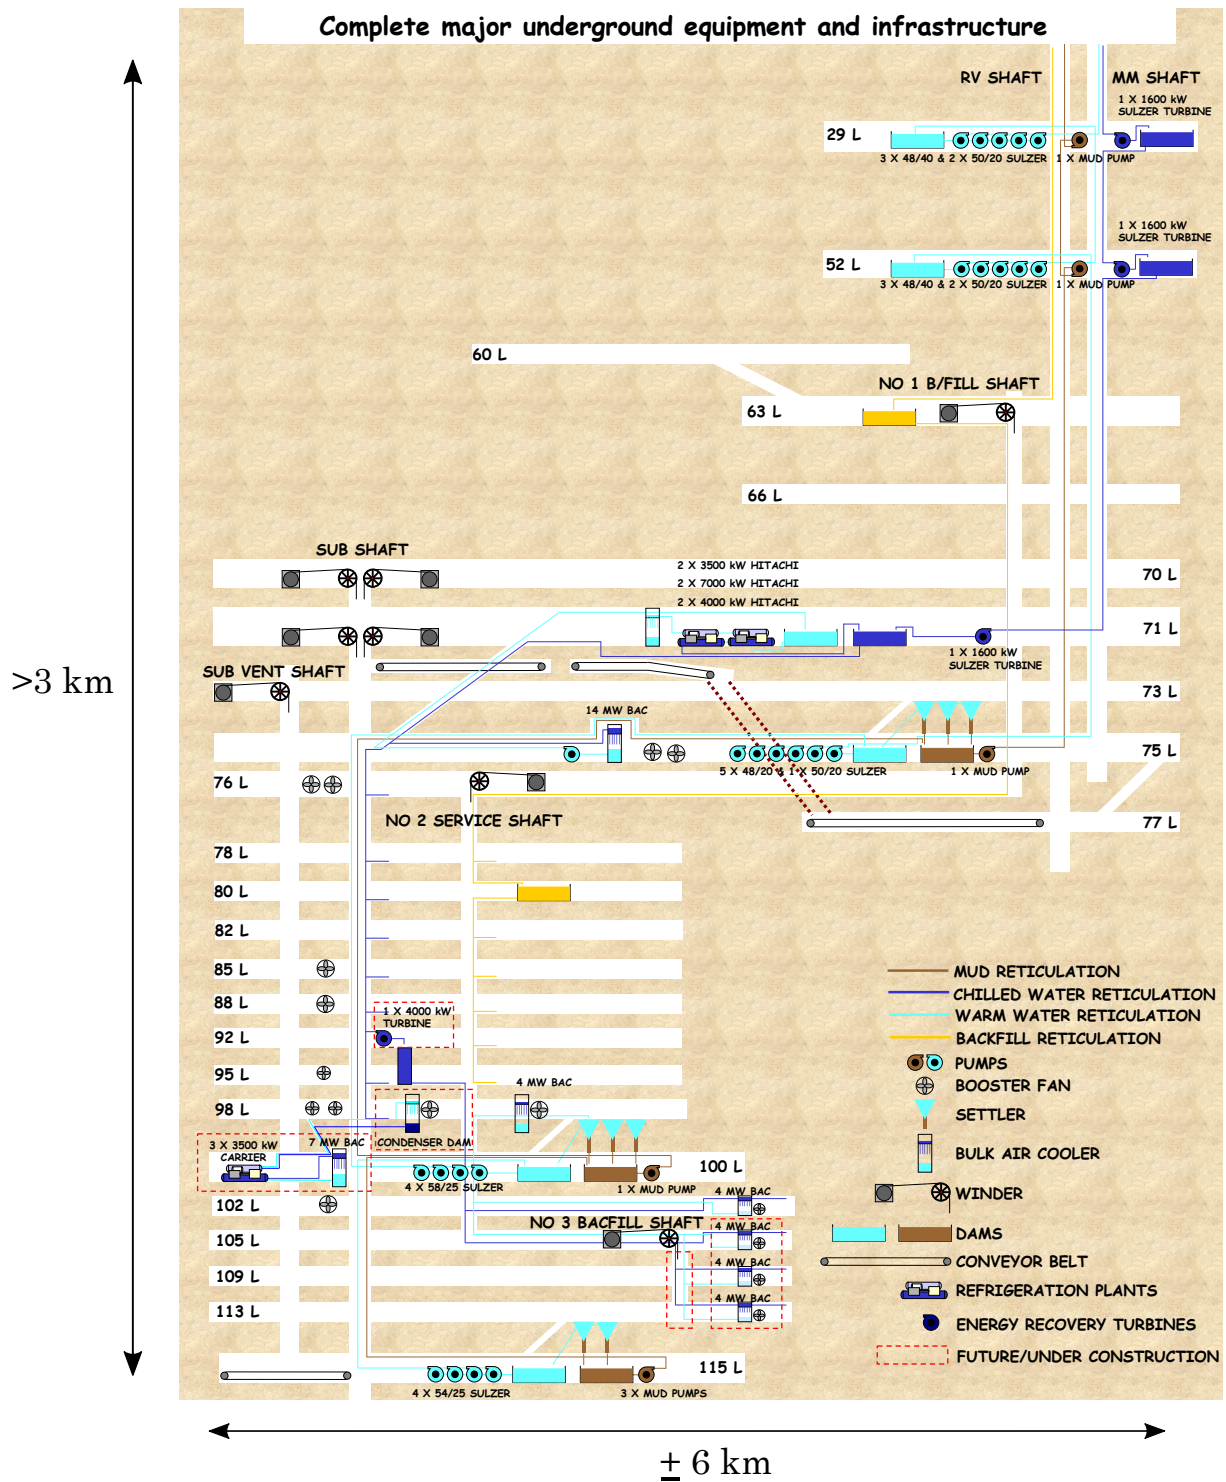 Complete major underground equipment and infrastructure
RV SHAFT
MM SHAFT
1 X 1600 kW
SULZER TURBINE
29 L
3 X 48/40 & 2 X 50/20 SULZER
1 X MUD PUMP
1 X 1600 kW
SULZER TURBINE
52 L
3 X 48/40 & 2 X 50/20 SULZER
1 X MUD PUMP
60 L
NO 1 B/FILL SHAFT
63 L
66 L
SUB SHAFT
2 X 3500 kW HITACHI
2 X 7000 kW HITACHI
2 X 4000 kW HITACHI
70 L
71 L
1 X 1600 kW
SULZER TURBINE
SUB VENT SHAFT
>3 km
73 L
14 MW BAC
75 L
5 X 48/20 & 1 X 50/20 SULZER
1 X MUD PUMP
76 L
NO 2 SERVICE SHAFT
77 L
78 L
80 L
82 L
85 L
88 L
92 L
95 L
98 L
1 X 4000 kW
TURBINE
4 MW BAC
MUD RETICULATION
CHILLED WATER RETICULATION
WARM WATER RETICULATION
BACKFILL RETICULATION
PUMPS
BOOSTER FAN
SETTLER
BULK AIR COOLER
WINDER
DAMS
CONVEYOR BELT
REFRIGERATION PLANTS
ENERGY RECOVERY TURBINES
FUTURE/UNDER CONSTRUCTION
3 X 3500 kW
CARRIER
7 MW BAC
CONDENSER DAM
100 L
4 X 58/25 SULZER
1 X MUD PUMP
102 L
4 MW BAC
NO 3 BACFILL SHAFT
4 MW BAC
105 L
109 L
4 MW BAC
113 L
4 MW BAC
115 L
4 X 54/25 SULZER
3 X MUD PUMPS
± 6 km